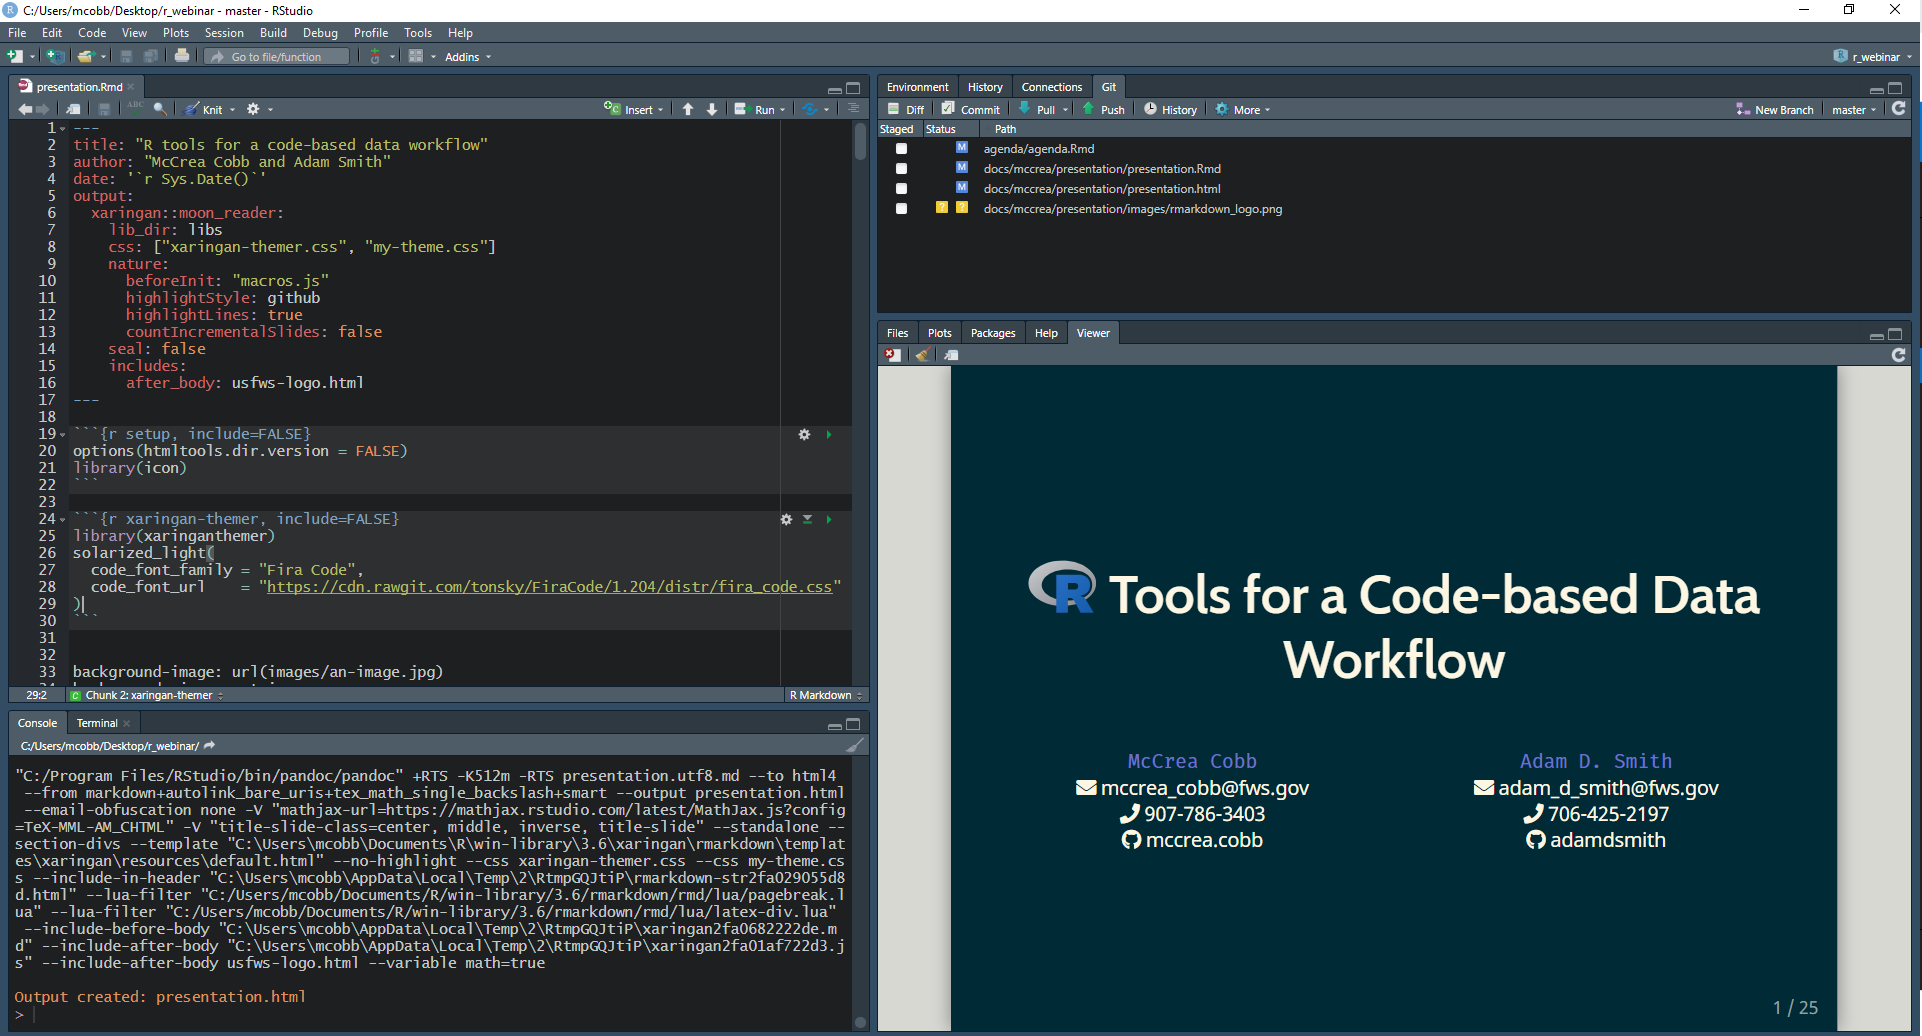 C:/Users/mcobb/Desktop/r_webinar - master - RStudio
File Edit Code View Plots Session Build Debug Profile Tools Help
Go to file/function Addins r_webinar
presentation.Rmd
ABC Knit Insert Run
1 ---
2 title: "R tools for a code-based data workflow"
3 author: "McCrea Cobb and Adam Smith"
4 date: '`r Sys.Date()`'
5 output:
6 xaringan::moon_reader:
7 lib_dir: libs
8 css: ["xaringan-themer.css", "my-theme.css"]
9 nature:
10 beforeInit: "macros.js"
11 highlightStyle: github
12 highlightLines: true
13 countIncrementalSlides: false
14 seal: false
15 includes:
16 after_body: usfws-logo.html
17 ---
18
19 ```{r setup, include=FALSE}
20 options(htmltools.dir.version = FALSE)
21 library(icon)
22 ```
23
24 ```{r xaringan-themer, include=FALSE}
25 library(xaringanthemer)
26 solarized_light(
27 code_font_family = "Fira Code",
28 code_font_url = "https://cdn.rawgit.com/tonsky/FiraCode/1.204/distr/fira_code.css"
29 )
30 ```
31
32
33 background-image: url(images/an-image.jpg)
29:2 Chunk 2: xaringan-themer R Markdown
Console Terminal
C:/Users/mcobb/Desktop/r_webinar/
"C:/Program Files/RStudio/bin/pandoc/pandoc" +RTS -K512m -RTS presentation.utf8.md --to html4
--from markdown+autolink_bare_uris+tex_math_single_backslash+smart --output presentation.html
--email-obfuscation none -V "mathjax-url=https://mathjax.rstudio.com/latest/MathJax.js?config
=TeX-MML-AM_CHTML" -V "title-slide-class=center, middle, inverse, title-slide" --standalone --
section-divs --template "C:\Users\mcobb\Documents\R\win-library\3.6\xaringan\rmarkdown\templat
es\xaringan\resources\default.html" --no-highlight --css xaringan-themer.css --css my-theme.cs
s --include-in-header "C:\Users\mcobb\AppData\Local\Temp\2\RtmpGQJtiP\rmarkdown-str2fa029055d8
d.html" --lua-filter "C:/Users/mcobb/Documents/R/win-library/3.6/rmarkdown/rmd/lua/pagebreak.l
ua" --lua-filter "C:/Users/mcobb/Documents/R/win-library/3.6/rmarkdown/rmd/lua/latex-div.lua"
--include-before-body "C:\Users\mcobb\AppData\Local\Temp\2\RtmpGQJtiP\xaringan2fa0682222de.m
d" --include-after-body "C:\Users\mcobb\AppData\Local\Temp\2\RtmpGQJtiP\xaringan2fa01af722d3.j
s" --include-after-body usfws-logo.html --variable math=true
Output created: presentation.html
>
Environment History Connections Git
Diff Commit Pull Push History More New Branch master
Staged Status Path
M agenda/agenda.Rmd
M docs/mccrea/presentation/presentation.Rmd
M docs/mccrea/presentation/presentation.html
? ? docs/mccrea/presentation/images/rmarkdown_logo.png
Files Plots Packages Help Viewer
R Tools for a Code-based Data
Workflow
McCrea Cobb
mccrea_cobb@fws.gov
907-786-3403
mccrea.cobb
Adam D. Smith
adam_d_smith@fws.gov
706-425-2197
adamdsmith
1 / 25